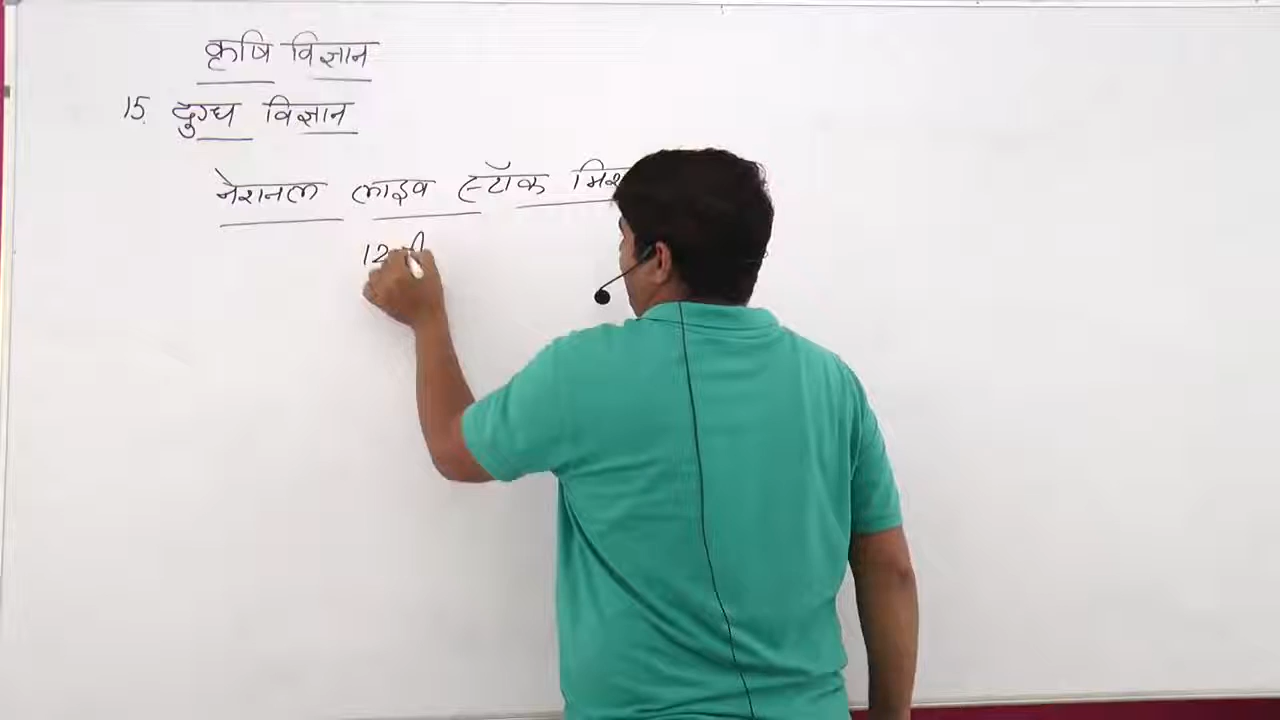 कृषि विज्ञान
15. दुग्ध विज्ञान
नेशनल लाइव स्टॉक
12